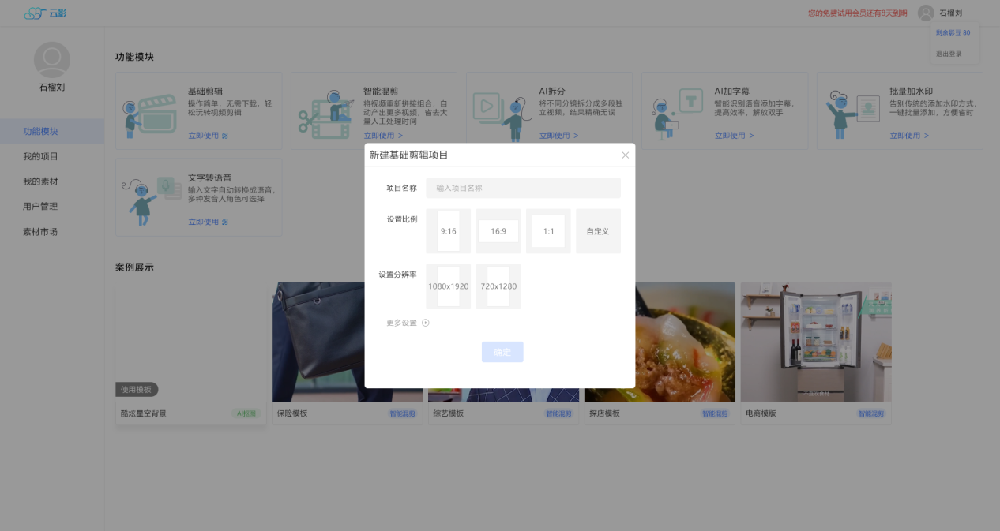 云影
您的免费试用会员还有8天到期
石榴刘
剩余影豆 80
退出登录
石榴刘
功能模块
我的项目
我的素材
用户管理
素材市场
功能模块
基础剪辑
操作简单，无需下载，轻
松玩转视频剪辑
立即使用
智能混剪
将视频重新拼接组合，自
动产出更多视频，省去大
量人工处理时间
立即使用 >
AI拆分
将不同分镜拆分成多段独
立视频，结果精确无误
立即使用 >
AI加字幕
智能识别语音添加字幕，
提高效率，解放双手
立即使用 >
批量加水印
告别传统的添加水印方式，
一键批量添加，方便省时
立即使用 >
文字转语音
输入文字自动转换成语音，
多种发音人角色可选择
立即使用
新建基础剪辑项目
项目名称
输入项目名称
设置比例
9:16
16:9
1:1
自定义
设置分辨率
1080x1920
720x1280
更多设置
确定
案例展示
使用模板
酷炫星空背景
AI抠图
保险模板
智能混剪
综艺模板
智能混剪
探店模板
智能混剪
电商模版
智能混剪